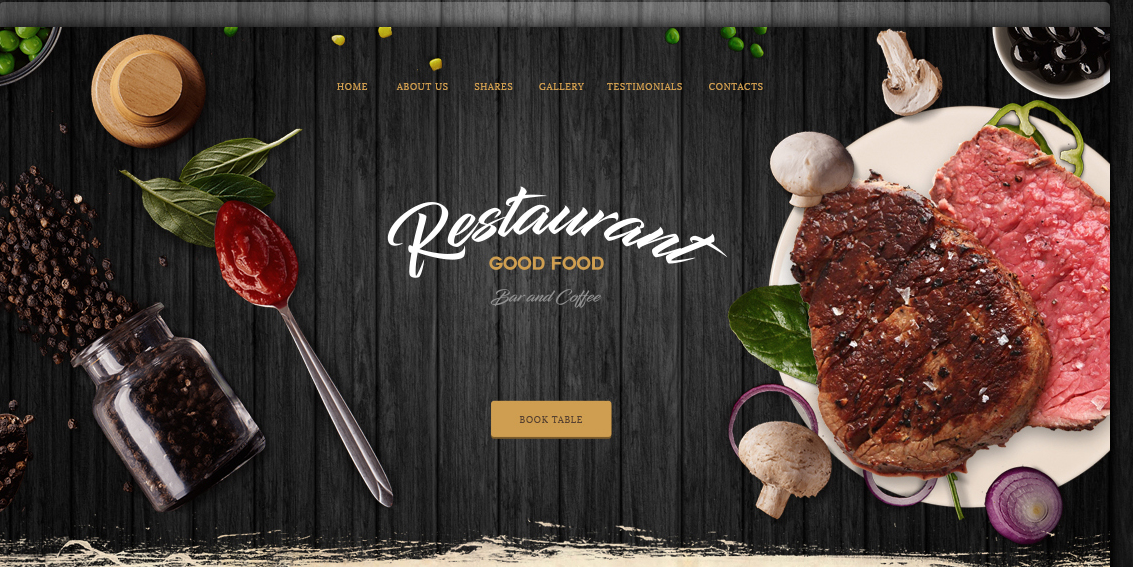 HOME ABOUT US SHARES GALLERY TESTIMONIALS CONTACTS
Restaurant
GOOD FOOD
Bar and Coffee
BOOK TABLE